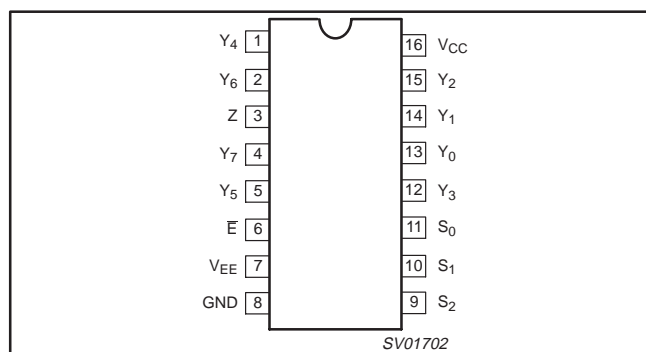 Y4 1 16 VCC
Y6 2 15 Y2
Z 3 14 Y1
Y7 4 13 Y0
Y5 5 12 Y3
E̅ 6 11 S0
VEE 7 10 S1
GND 8 9 S2
SV01702